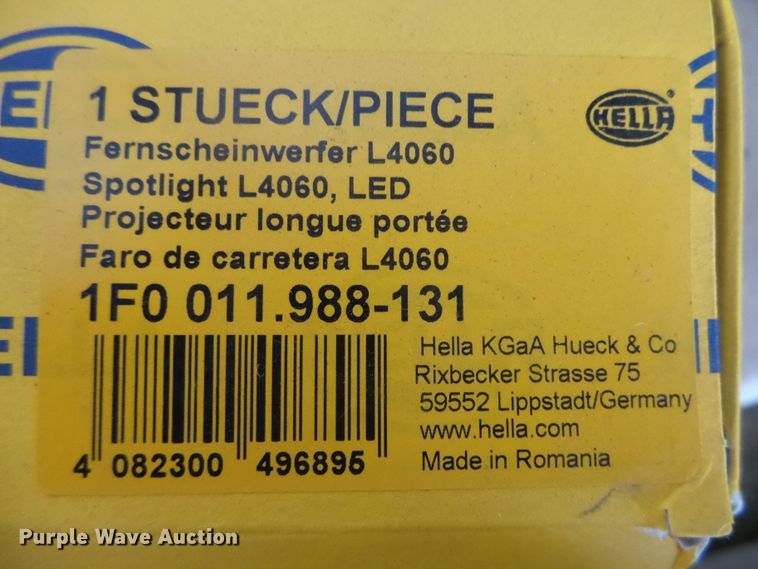 1 STUECK/PIECE
HELLA
Fernscheinwerfer L4060
Spotlight L4060, LED
Projecteur longue portée
Faro de carretera L4060
1F0 011.988-131
Hella KGaA Hueck & Co
Rixbecker Strasse 75
59552 Lippstadt/Germany
www.hella.com
Made in Romania
4 082300 496895
Purple Wave Auction